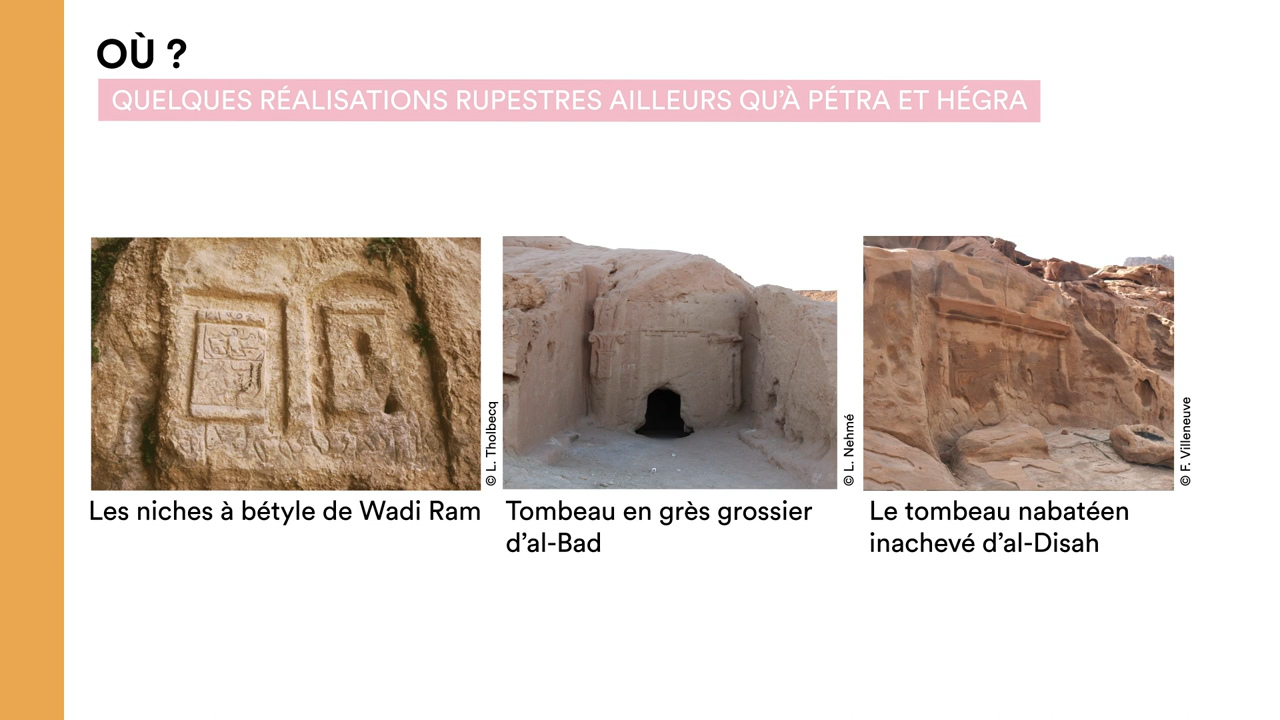 OÙ ?
QUELQUES RÉALISATIONS RUPESTRES AILLEURS QU’À PÉTRA ET HÉGRA
© L. Tholbecq
Les niches à bétyle de Wadi Ram
© L. Nehmé
Tombeau en grès grossier
d’al-Bad
© F. Villeneuve
Le tombeau nabatéen
inachevé d’al-Disah